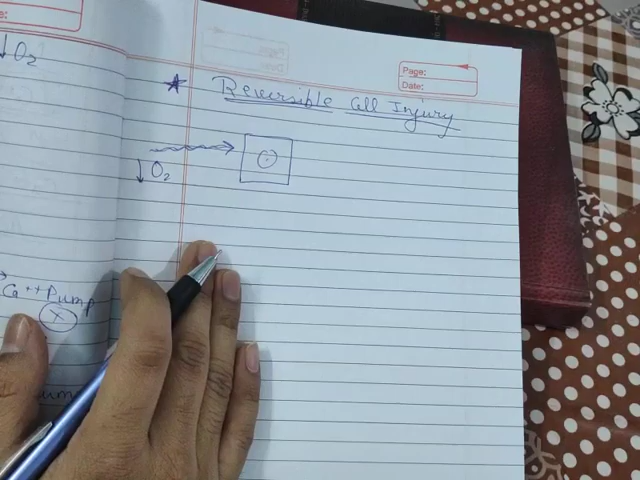 e:
↓O₂
Page:
Date:
★ Reversible Cell Injury
↓ O₂
Ca⁺⁺ Pump
X